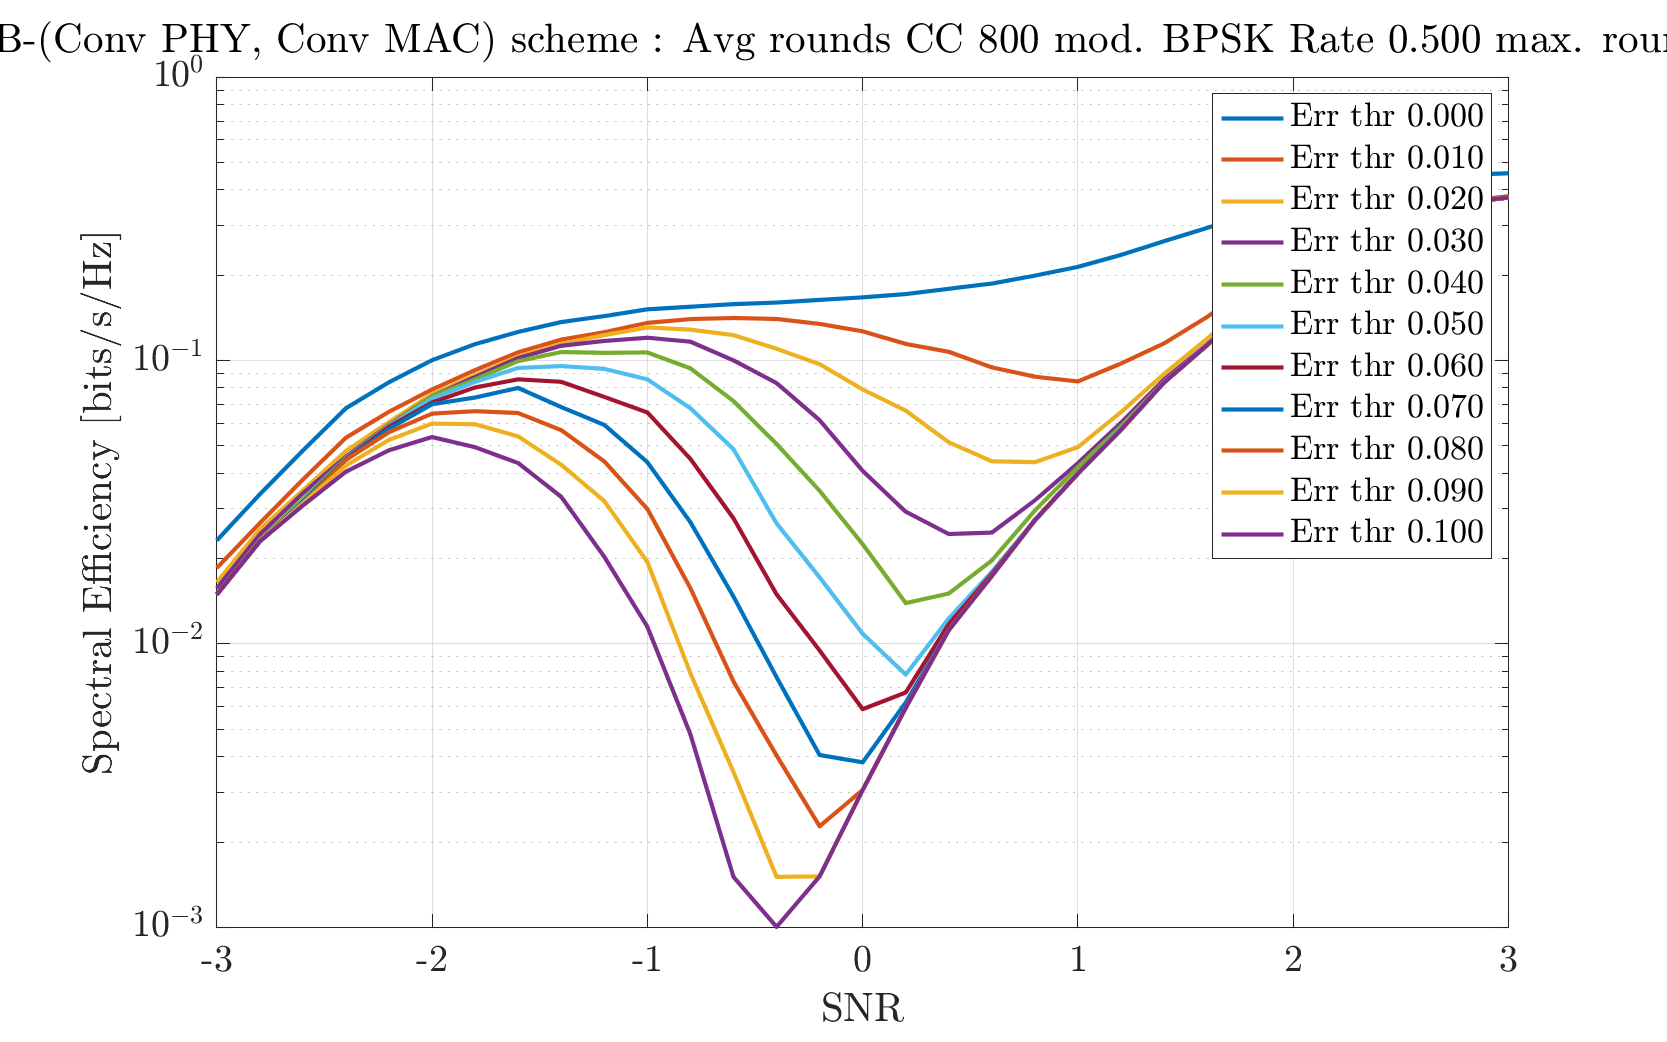 B-(Conv PHY, Conv MAC) scheme : Avg rounds CC 800 mod. BPSK Rate 0.500 max.
10^0
10^-1
10^-2
10^-3
Spectral Efficiency [bits/s/Hz]
Err thr 0.000
Err thr 0.010
Err thr 0.020
Err thr 0.030
Err thr 0.040
Err thr 0.050
Err thr 0.060
Err thr 0.070
Err thr 0.080
Err thr 0.090
Err thr 0.100
-3 -2 -1 0 1 2 3
SNR